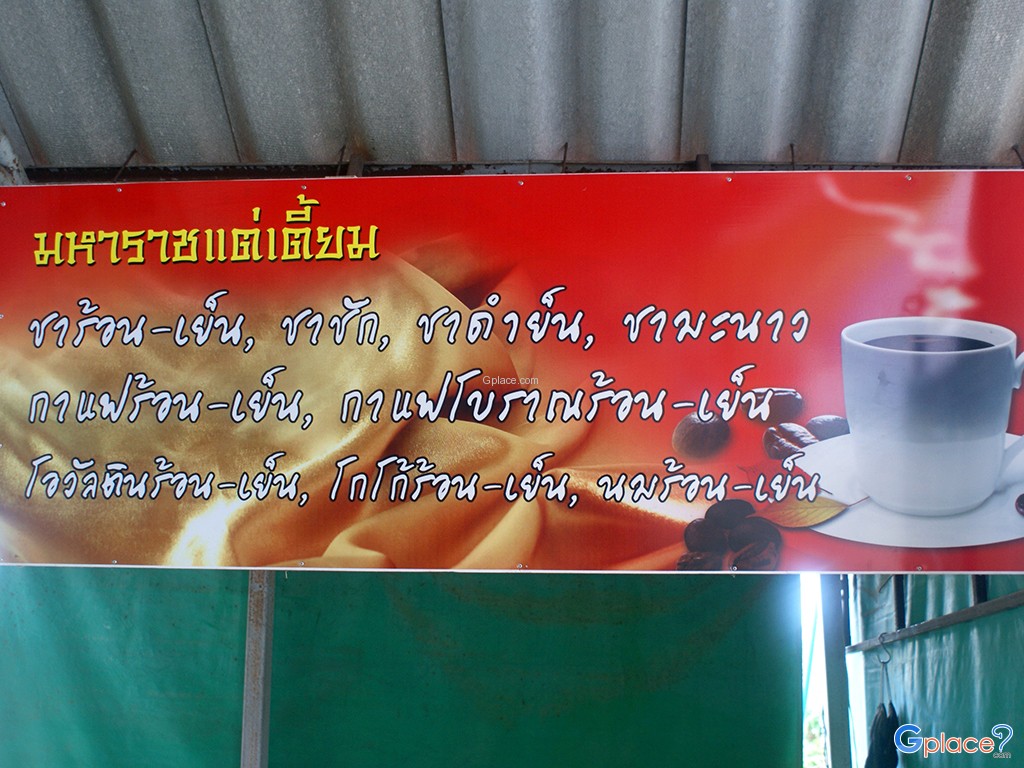 มหาราชแต่เตี้ยม
ชาร้อน-เย็น, ชาชัก, ชาดำย็น, ชามะนาว
Gplace.com
กาแฟร้อน-เย็น, กาแฟโบราณร้อน-เย็น
โอวัลตินร้อน-เย็น, โกโก้ร้อน-เย็น, นมร้อน-เย็น
Gplace?.com